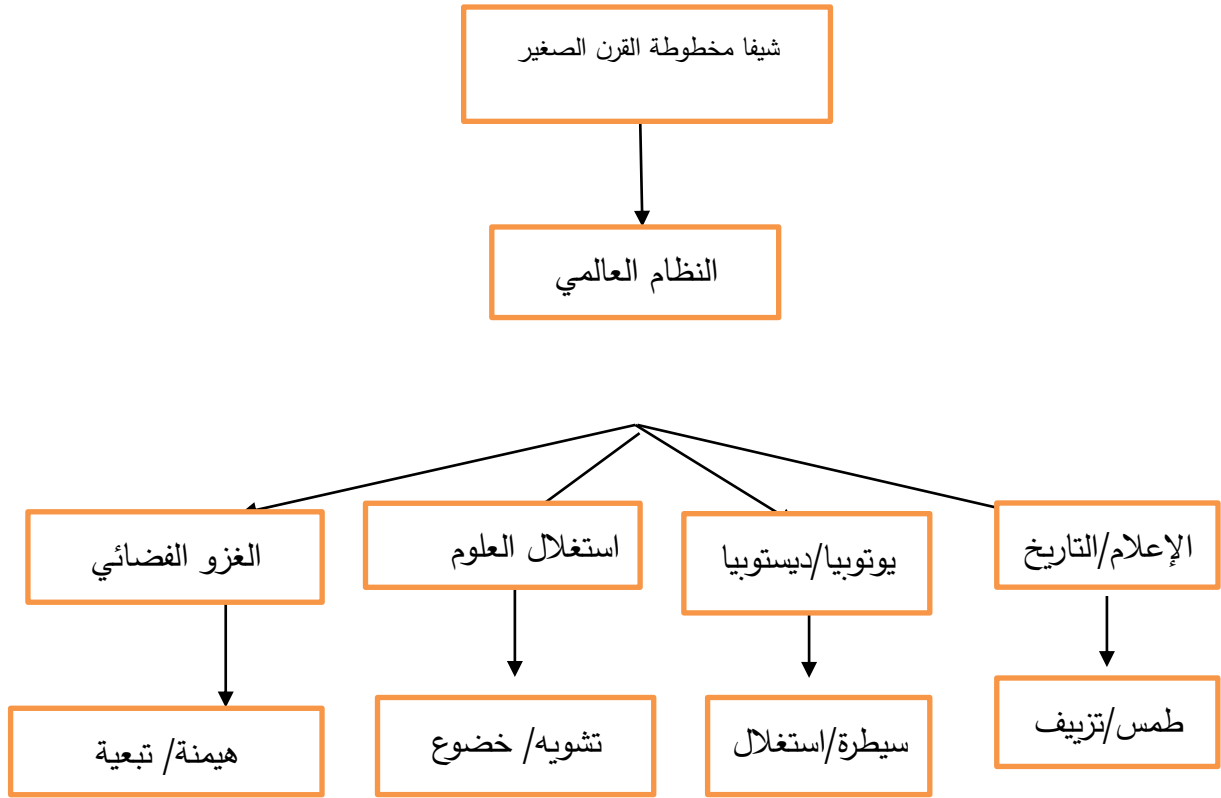 شيفا مخطوطة القرن الصغير
النظام العالمي
الإعلام/التاريخ
يوتوبيا/ديستوبيا
استغلال العلوم
الغزو الفضائي
طمس/تزييف
سيطرة/استغلال
تشويه/ خضوع
هيمنة/ تبعية